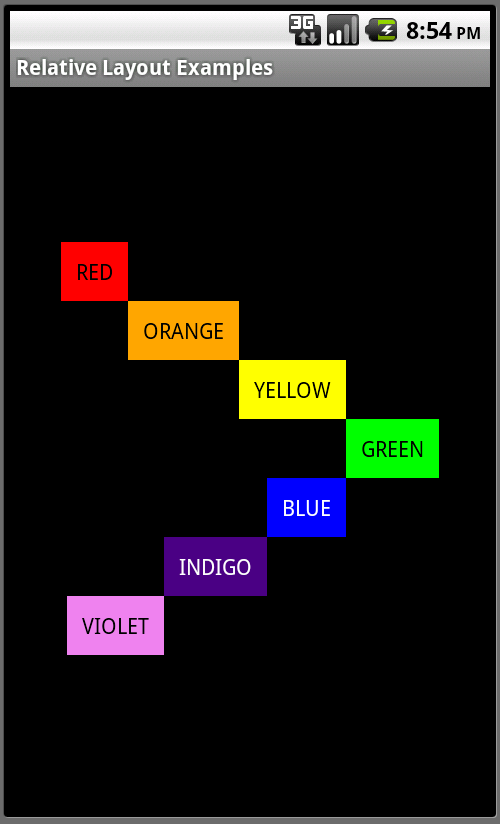 3G 8:54 PM
Relative Layout Examples
RED
ORANGE
YELLOW
GREEN
BLUE
INDIGO
VIOLET